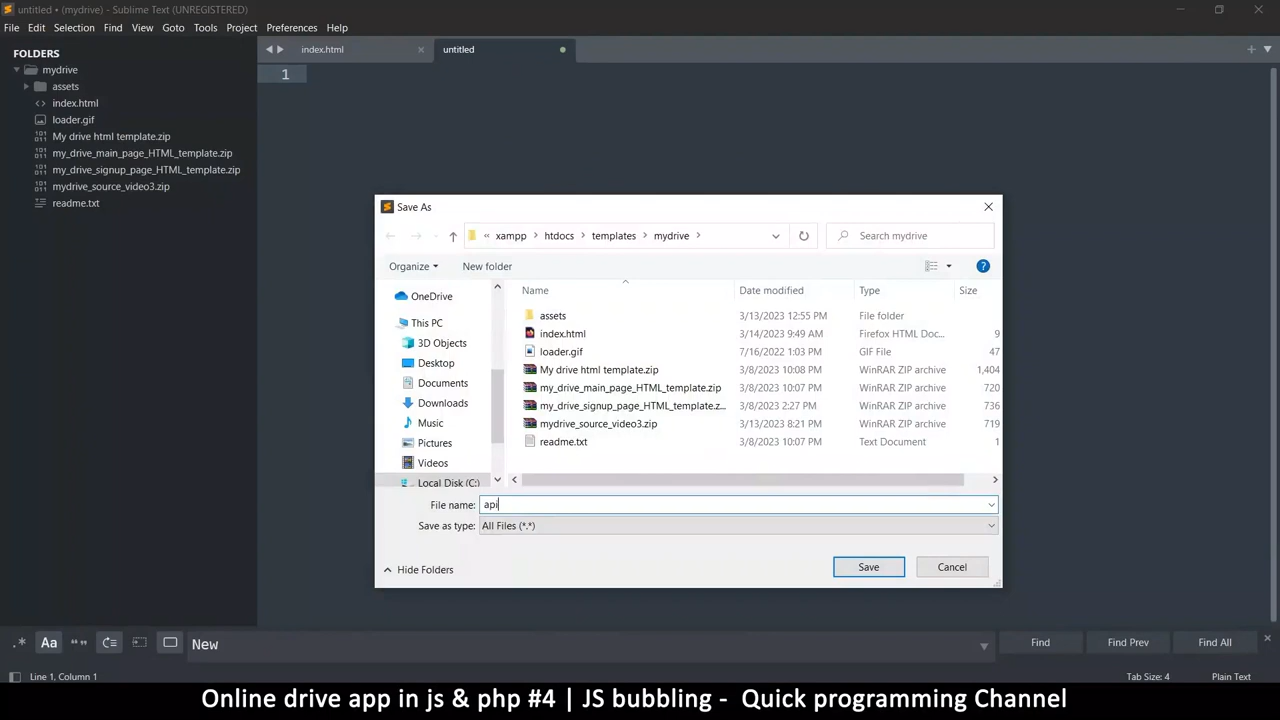 untitled • (mydrive) - Sublime Text (UNREGISTERED)
File Edit Selection Find View Goto Tools Project Preferences Help
FOLDERS
mydrive
assets
index.html
loader.gif
My drive html template.zip
my_drive_main_page_HTML_template.zip
my_drive_signup_page_HTML_template.zip
mydrive_source_video3.zip
readme.txt
index.html untitled
1
Save As
« xampp htdocs templates mydrive Search mydrive
Organize New folder
OneDrive
This PC
3D Objects
Desktop
Documents
Downloads
Music
Pictures
Videos
Local Disk (C:)
Name Date modified Type Size
assets 3/13/2023 12:55 PM File folder
index.html 3/14/2023 9:49 AM Firefox HTML Doc... 9
loader.gif 7/16/2022 1:03 PM GIF File 47
My drive html template.zip 3/8/2023 10:08 PM WinRAR ZIP archive 1,404
my_drive_main_page_HTML_template.zip 3/8/2023 10:07 PM WinRAR ZIP archive 720
my_drive_signup_page_HTML_template.z... 3/8/2023 2:27 PM WinRAR ZIP archive 736
mydrive_source_video3.zip 3/13/2023 8:21 PM WinRAR ZIP archive 719
readme.txt 3/8/2023 10:07 PM Text Document 1
File name: api
Save as type: All Files (*.*)
Hide Folders Save Cancel
.* Aa “” New Find Find Prev Find All
Line 1, Column 1 Tab Size: 4 Plain Text
Online drive app in js & php #4 | JS bubbling - Quick programming Channel